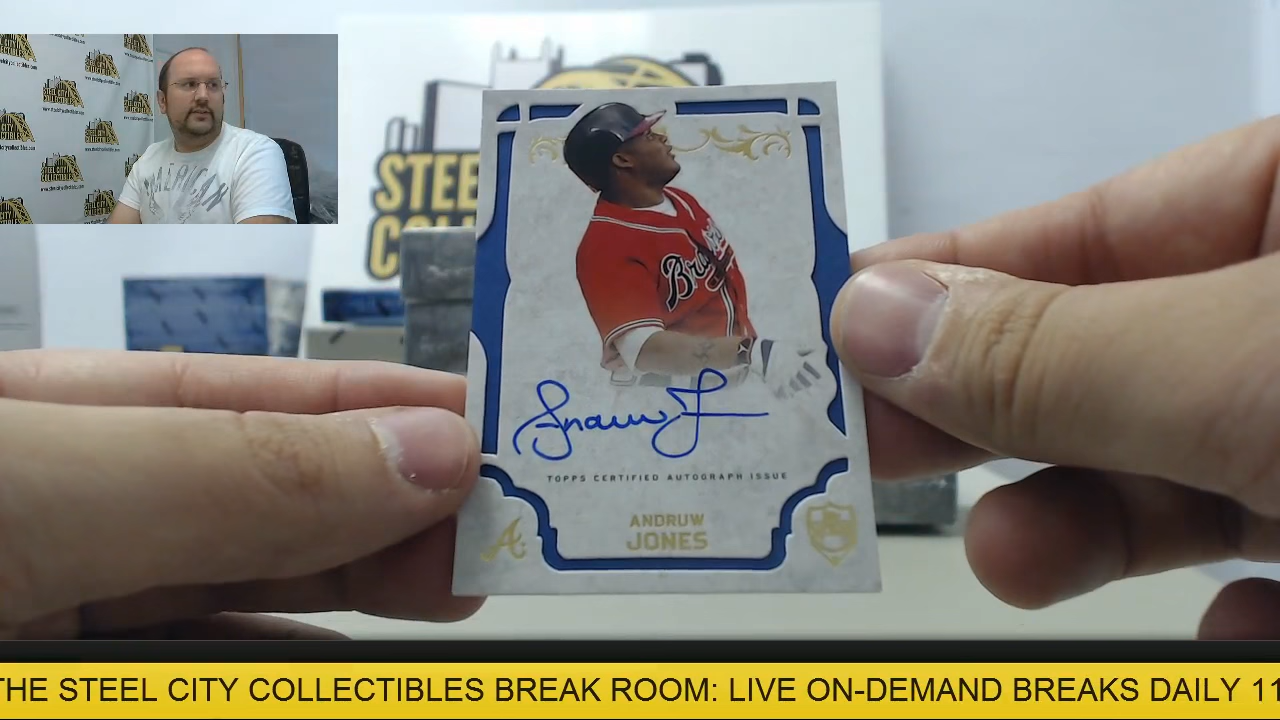 STEEL
Braves
TOPPS CERTIFIED AUTOGRAPH ISSUE
A
ANDRUW
JONES
THE STEEL CITY COLLECTIBLES BREAK ROOM: LIVE ON-DEMAND BREAKS DAILY 11